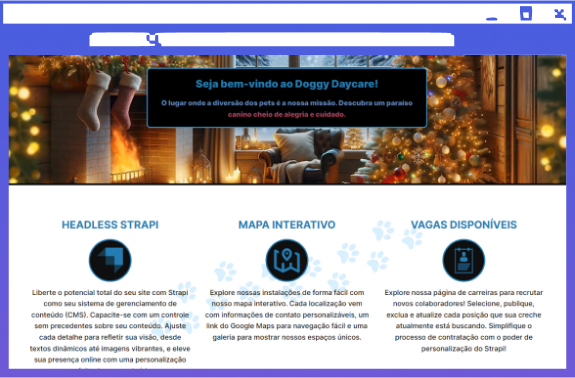 Seja bem-vindo ao Doggy Daycare!
O lugar onde a diversão dos pets é a nossa missão. Descubra um paraíso
canino cheio de alegria e cuidado.
HEADLESS STRAPI
Liberte o potencial total do seu site com Strapi
como seu sistema de gerenciamento de
conteúdo (CMS). Capacite-se com um controle
sem precedentes sobre seu conteúdo. Ajuste
cada detalhe para refletir sua visão, desde
textos dinâmicos até imagens vibrantes, e eleve
sua presença online com uma personalização
MAPA INTERATIVO
Explore nossas instalações de forma fácil com
nosso mapa interativo. Cada localização vem
com informações de contato personalizáveis, um
link do Google Maps para navegação fácil e uma
galeria para mostrar nossos espaços únicos.
VAGAS DISPONÍVEIS
Explore nossa página de carreiras para recrutar
novos colaboradores! Selecione, publique,
exclua e atualize cada posição que sua creche
atualmente está buscando. Simplifique o
processo de contratação com o poder de
personalização do Strapi!